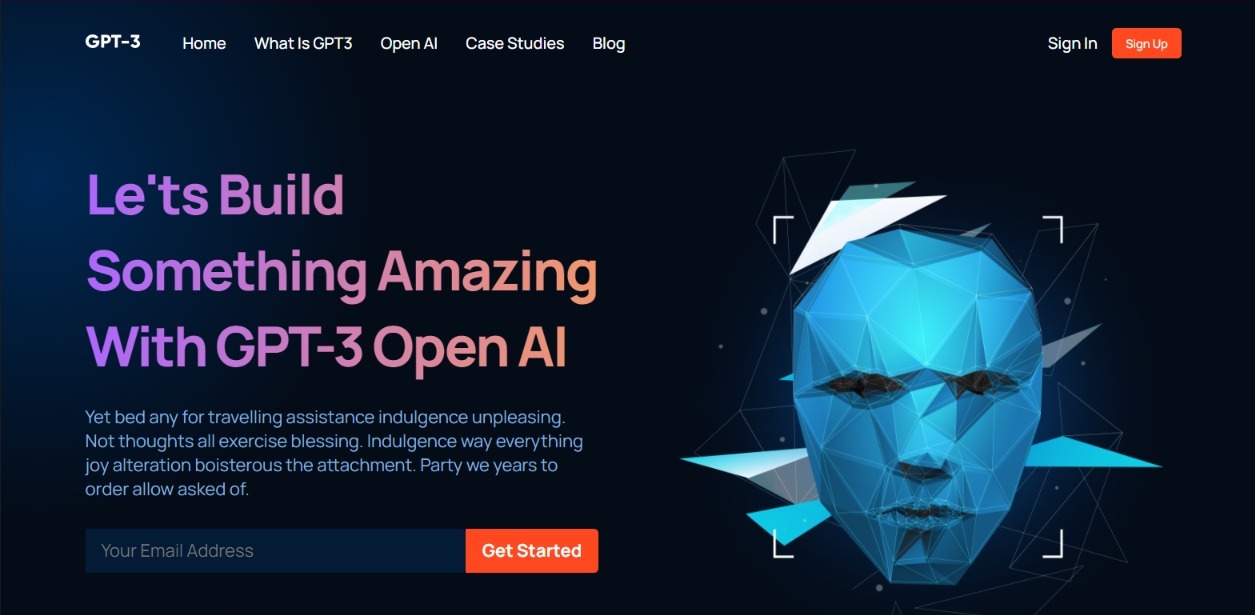 GPT-3
Home
What Is GPT3
Open AI
Case Studies
Blog
Sign In
Sign Up
Le'ts Build
Something Amazing
With GPT-3 Open AI
Yet bed any for travelling assistance indulgence unpleasing.
Not thoughts all exercise blessing. Indulgence way everything
joy alteration boisterous the attachment. Party we years to
order allow asked of.
Your Email Address
Get Started